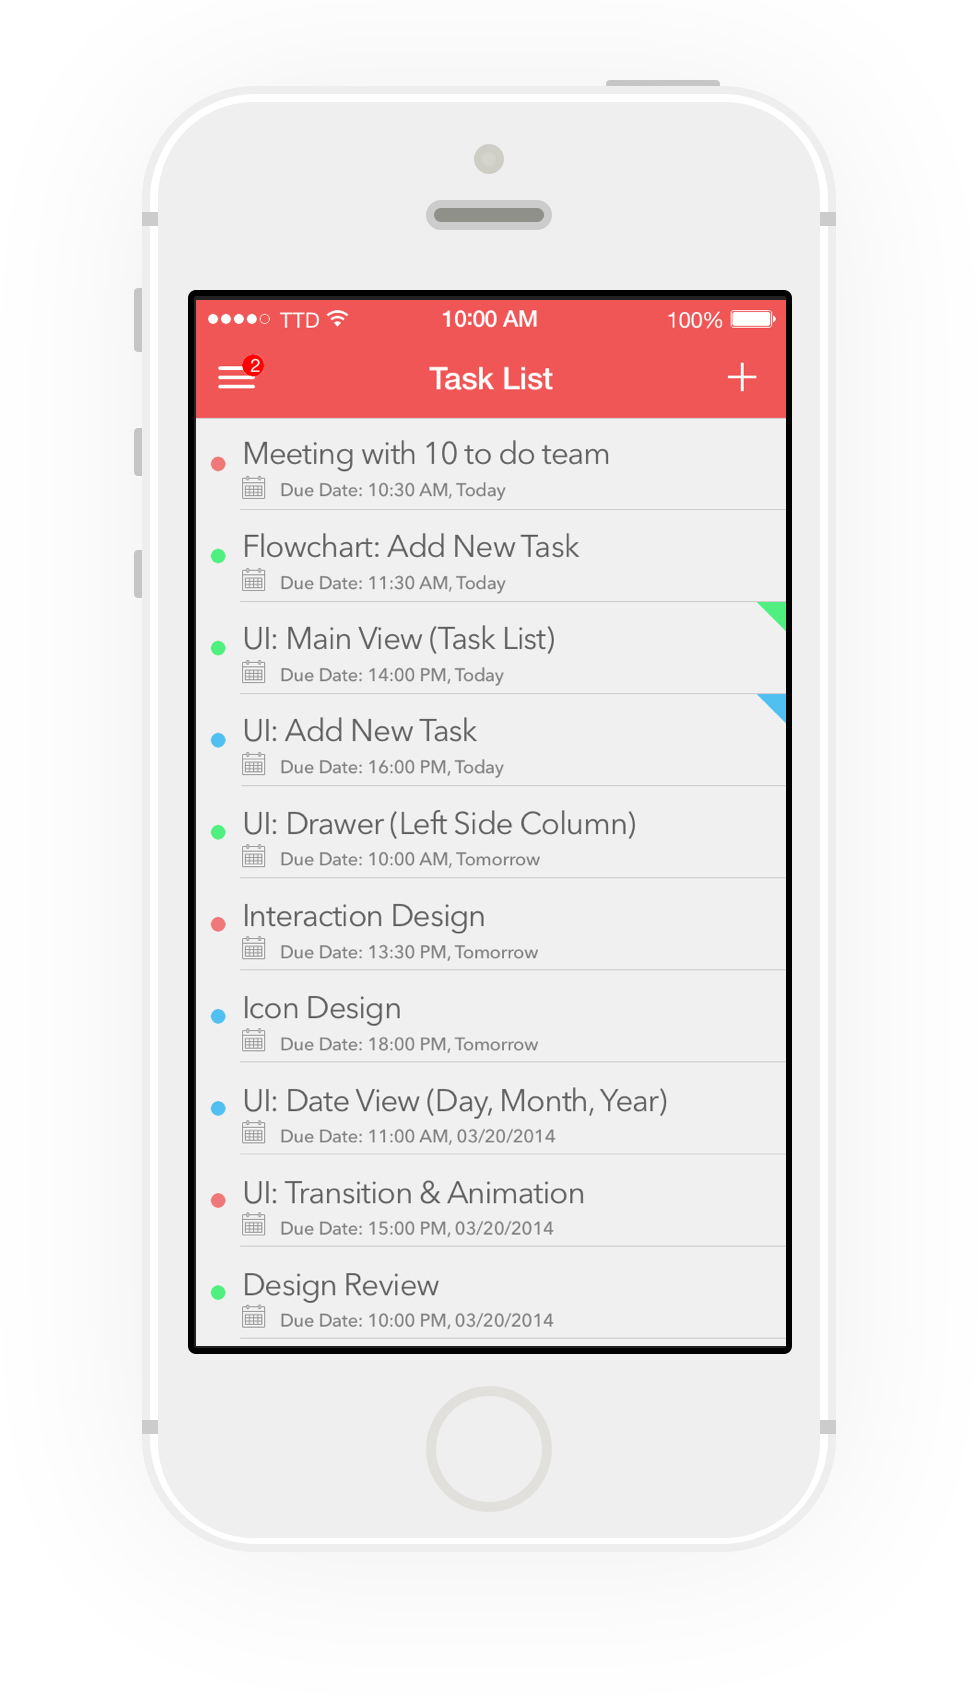 TTD 10:00 AM 100%
2
Task List
Meeting with 10 to do team
Due Date: 10:30 AM, Today
Flowchart: Add New Task
Due Date: 11:30 AM, Today
UI: Main View (Task List)
Due Date: 14:00 PM, Today
UI: Add New Task
Due Date: 16:00 PM, Today
UI: Drawer (Left Side Column)
Due Date: 10:00 AM, Tomorrow
Interaction Design
Due Date: 13:30 PM, Tomorrow
Icon Design
Due Date: 18:00 PM, Tomorrow
UI: Date View (Day, Month, Year)
Due Date: 11:00 AM, 03/20/2014
UI: Transition & Animation
Due Date: 15:00 PM, 03/20/2014
Design Review
Due Date: 10:00 PM, 03/20/2014